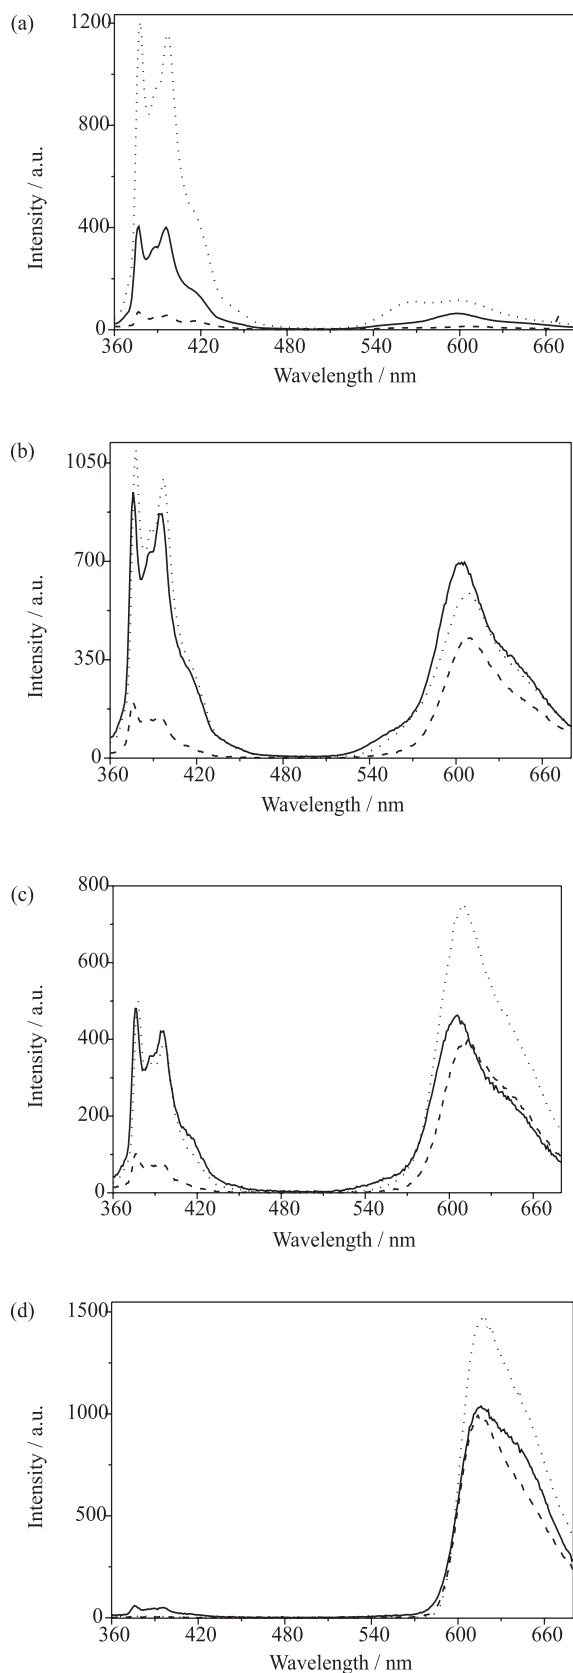 (a)
1200
800
400
0
Intensity / a.u.
360 420 480 540 600 660
Wavelength / nm
(b)
1050
700
350
0
Intensity / a.u.
360 420 480 540 600 660
Wavelength / nm
(c)
800
600
400
200
0
Intensity / a.u.
360 420 480 540 600 660
Wavelength / nm
(d)
1500
1000
500
0
Intensity / a.u.
360 420 480 540 600 660
Wavelength / nm